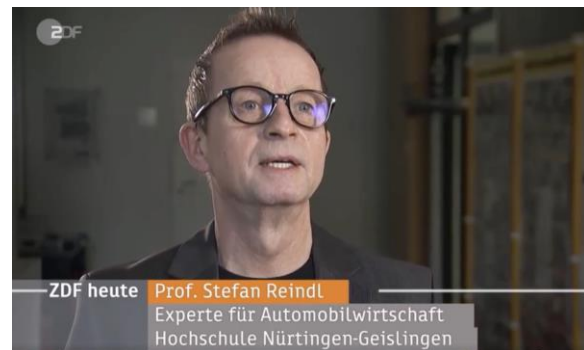 ZDF
ZDF heute Prof. Stefan Reindl
Experte für Automobilwirtschaft
Hochschule Nürtingen-Geislingen